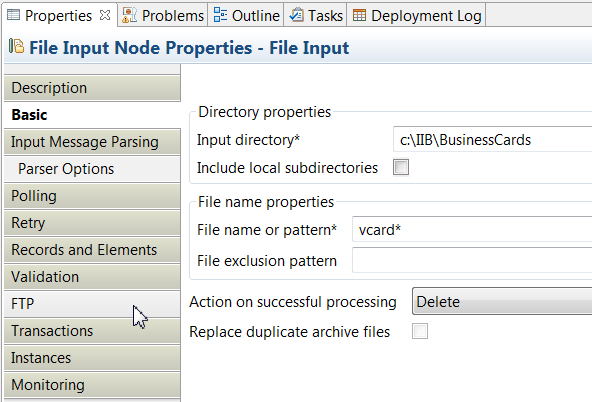 Properties Problems Outline Tasks Deployment Log
File Input Node Properties - File Input
Description
Basic
Input Message Parsing
Parser Options
Polling
Retry
Records and Elements
Validation
FTP
Transactions
Instances
Monitoring
Directory properties
Input directory* c:\IIB\BusinessCards
Include local subdirectories
File name properties
File name or pattern* vcard*
File exclusion pattern
Action on successful processing Delete
Replace duplicate archive files